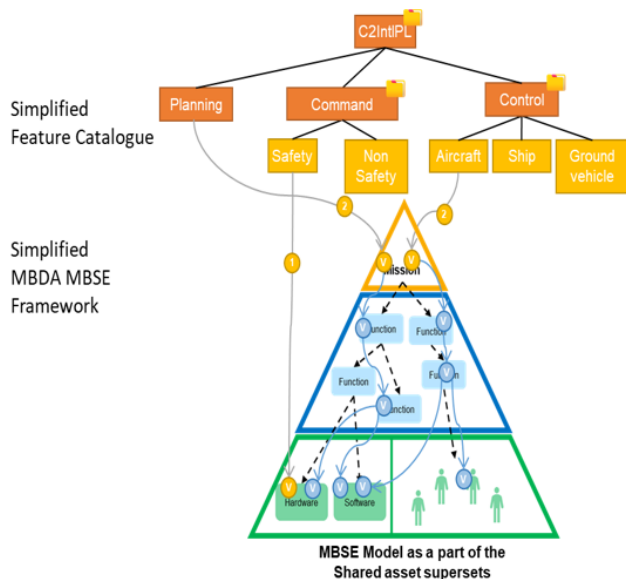 C2IntlPL
Simplified
Feature Catalogue
Planning
Command
Control
Safety
Non
Safety
Aircraft
Ship
Ground
vehicle
2
2
1
Simplified
MBDA MBSE
Framework
V
V
Mission
V
Function
V
Function
Function
V
Function
V
Function
V
V
Hardware
V
V
Software
V
MBSE Model as a part of the
Shared asset supersets